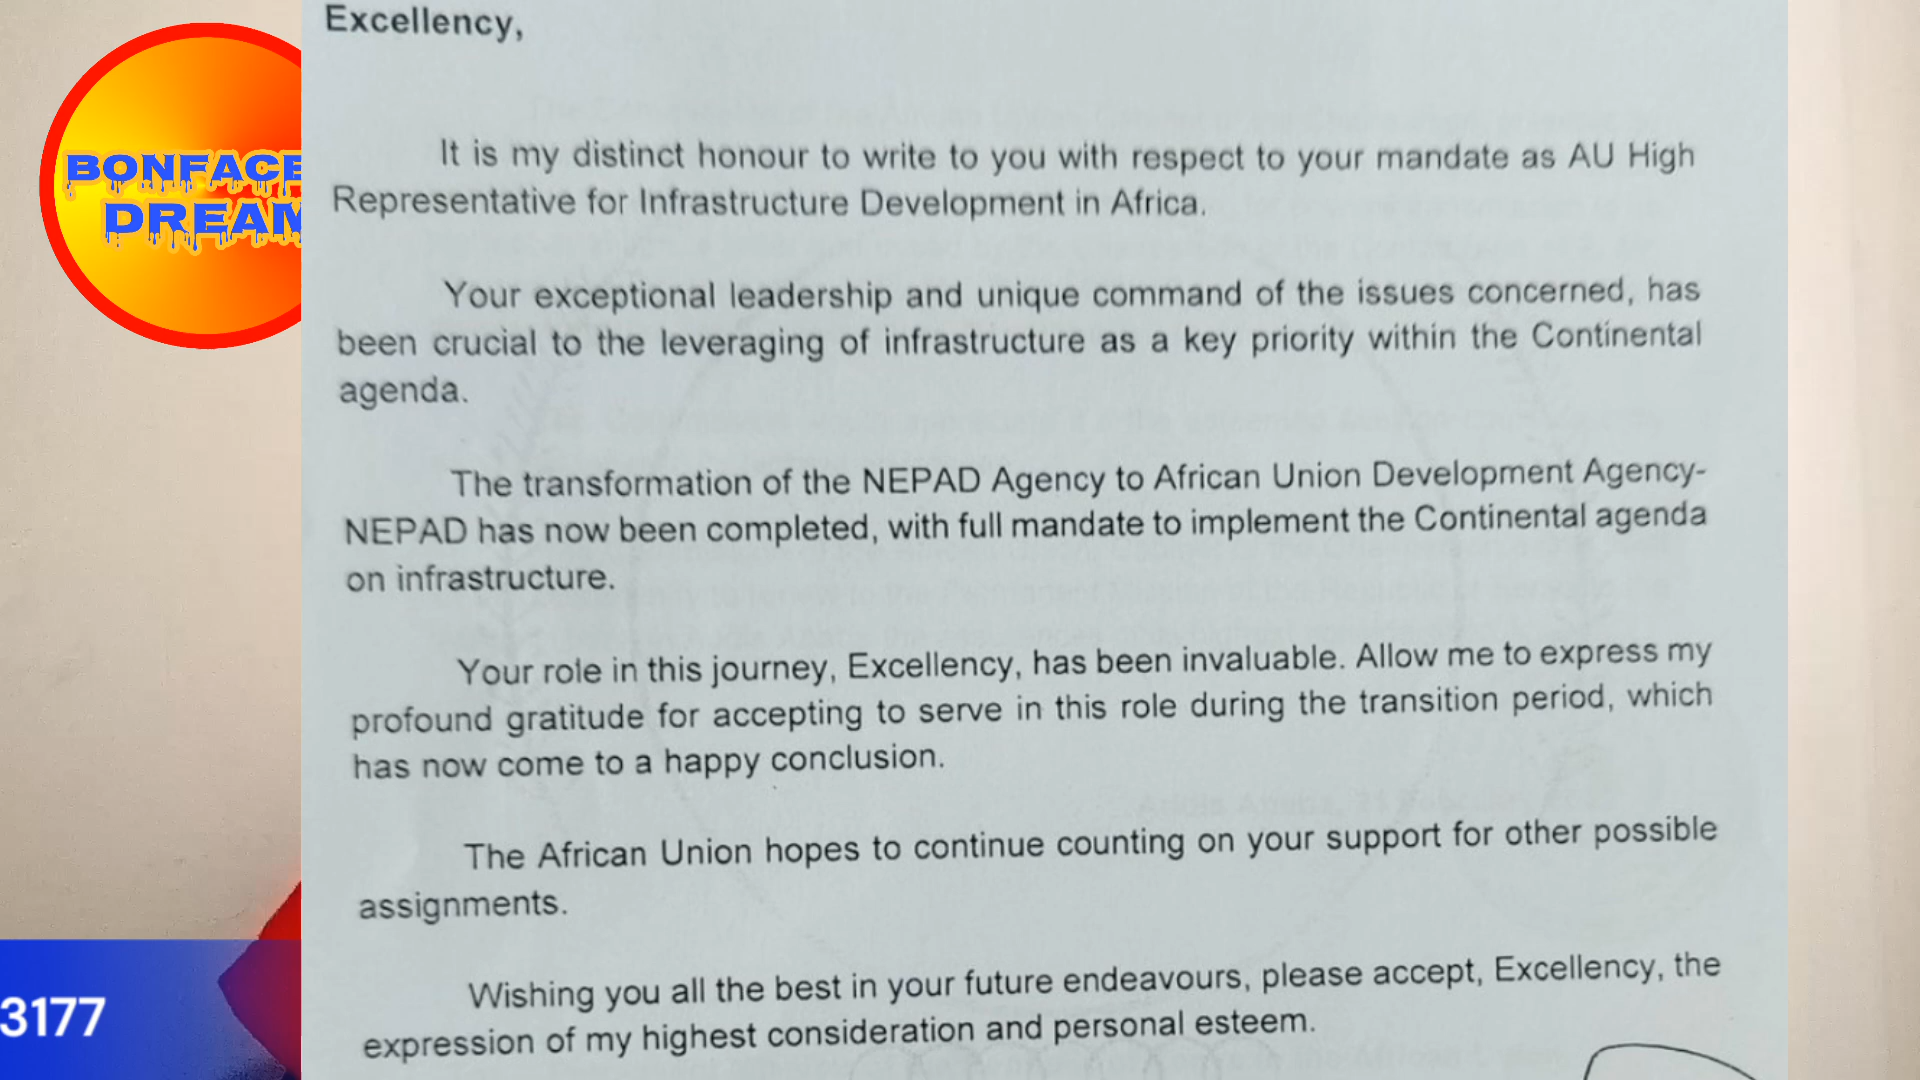 BONFACE
DREAM
Excellency,
It is my distinct honour to write to you with respect to your mandate as AU High
Representative for Infrastructure Development in Africa.
Your exceptional leadership and unique command of the issues concerned, has
been crucial to the leveraging of infrastructure as a key priority within the Continental
agenda.
The transformation of the NEPAD Agency to African Union Development Agency-
NEPAD has now been completed, with full mandate to implement the Continental agenda
on infrastructure.
Your role in this journey, Excellency, has been invaluable. Allow me to express my
profound gratitude for accepting to serve in this role during the transition period, which
has now come to a happy conclusion.
The African Union hopes to continue counting on your support for other possible
assignments.
Wishing you all the best in your future endeavours, please accept, Excellency, the
expression of my highest consideration and personal esteem.
3177